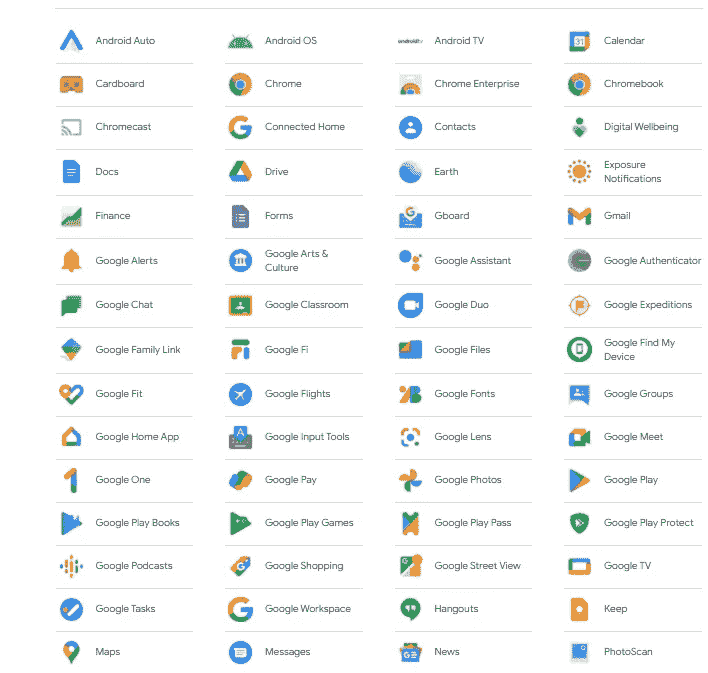 Android Auto
Android OS
androidtv
Android TV
31
Calendar
Cardboard
Chrome
Chrome Enterprise
Chromebook
Chromecast
Connected Home
Contacts
Digital Wellbeing
Docs
Drive
Earth
Exposure
Notifications
Finance
Forms
Gboard
Gmail
Google Alerts
Google Arts &
Culture
Google Assistant
Google Authenticator
Google Chat
Google Classroom
Google Duo
Google Expeditions
Google Family Link
Google Fi
Google Files
Google Find My
Device
Google Fit
Google Flights
Google Fonts
Google Groups
Google Home App
Google Input Tools
Google Lens
Google Meet
Google One
Google Pay
Google Photos
Google Play
Google Play Books
Google Play Games
Google Play Pass
Google Play Protect
Google Podcasts
Google Shopping
Google Street View
Google TV
Google Tasks
Google Workspace
Hangouts
Keep
Maps
Messages
News
PhotoScan